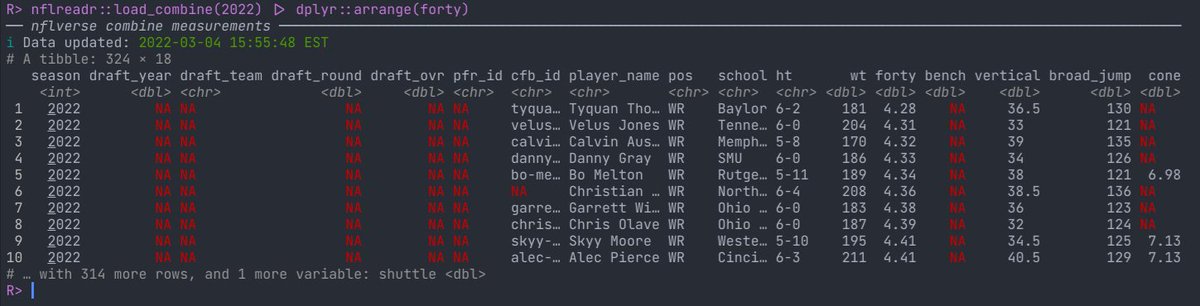 R> nflreadr::load_combine(2022) |> dplyr::arrange(forty)
── nflverse combine measurements ──
i Data updated: 2022-03-04 15:55:48 EST
# A tibble: 324 × 18
season draft_year draft_team draft_round draft_ovr pfr_id cfb_id player_name pos school ht wt forty bench vertical broad_jump cone
<int> <dbl> <chr> <dbl> <dbl> <chr> <chr> <chr> <chr> <chr> <chr> <dbl> <dbl> <dbl> <dbl> <dbl> <dbl>
1 2022 NA NA NA NA NA tyqua… Tyquan Tho… WR Baylor 6-2 181 4.28 NA 36.5 130 NA
2 2022 NA NA NA NA NA velus… Velus Jones WR Tenne… 6-0 204 4.31 NA 33 121 NA
3 2022 NA NA NA NA NA calvi… Calvin Aus… WR Memph… 5-8 170 4.32 NA 39 135 NA
4 2022 NA NA NA NA NA danny… Danny Gray WR SMU 6-0 186 4.33 NA 34 126 NA
5 2022 NA NA NA NA NA bo-me… Bo Melton WR Rutge… 5-11 189 4.34 NA 38 121 6.98
6 2022 NA NA NA NA NA NA Christian … WR North… 6-4 208 4.36 NA 38.5 136 NA
7 2022 NA NA NA NA NA garre… Garrett Wi… WR Ohio … 6-0 183 4.38 NA 36 123 NA
8 2022 NA NA NA NA NA chris… Chris Olave WR Ohio … 6-0 187 4.39 NA 32 124 NA
9 2022 NA NA NA NA NA skyy-… Skyy Moore WR Weste… 5-10 195 4.41 NA 34.5 125 7.13
10 2022 NA NA NA NA NA alec-… Alec Pierce WR Cinci… 6-3 211 4.41 NA 40.5 129 7.13
# … with 314 more rows, and 1 more variable: shuttle <dbl>
R>